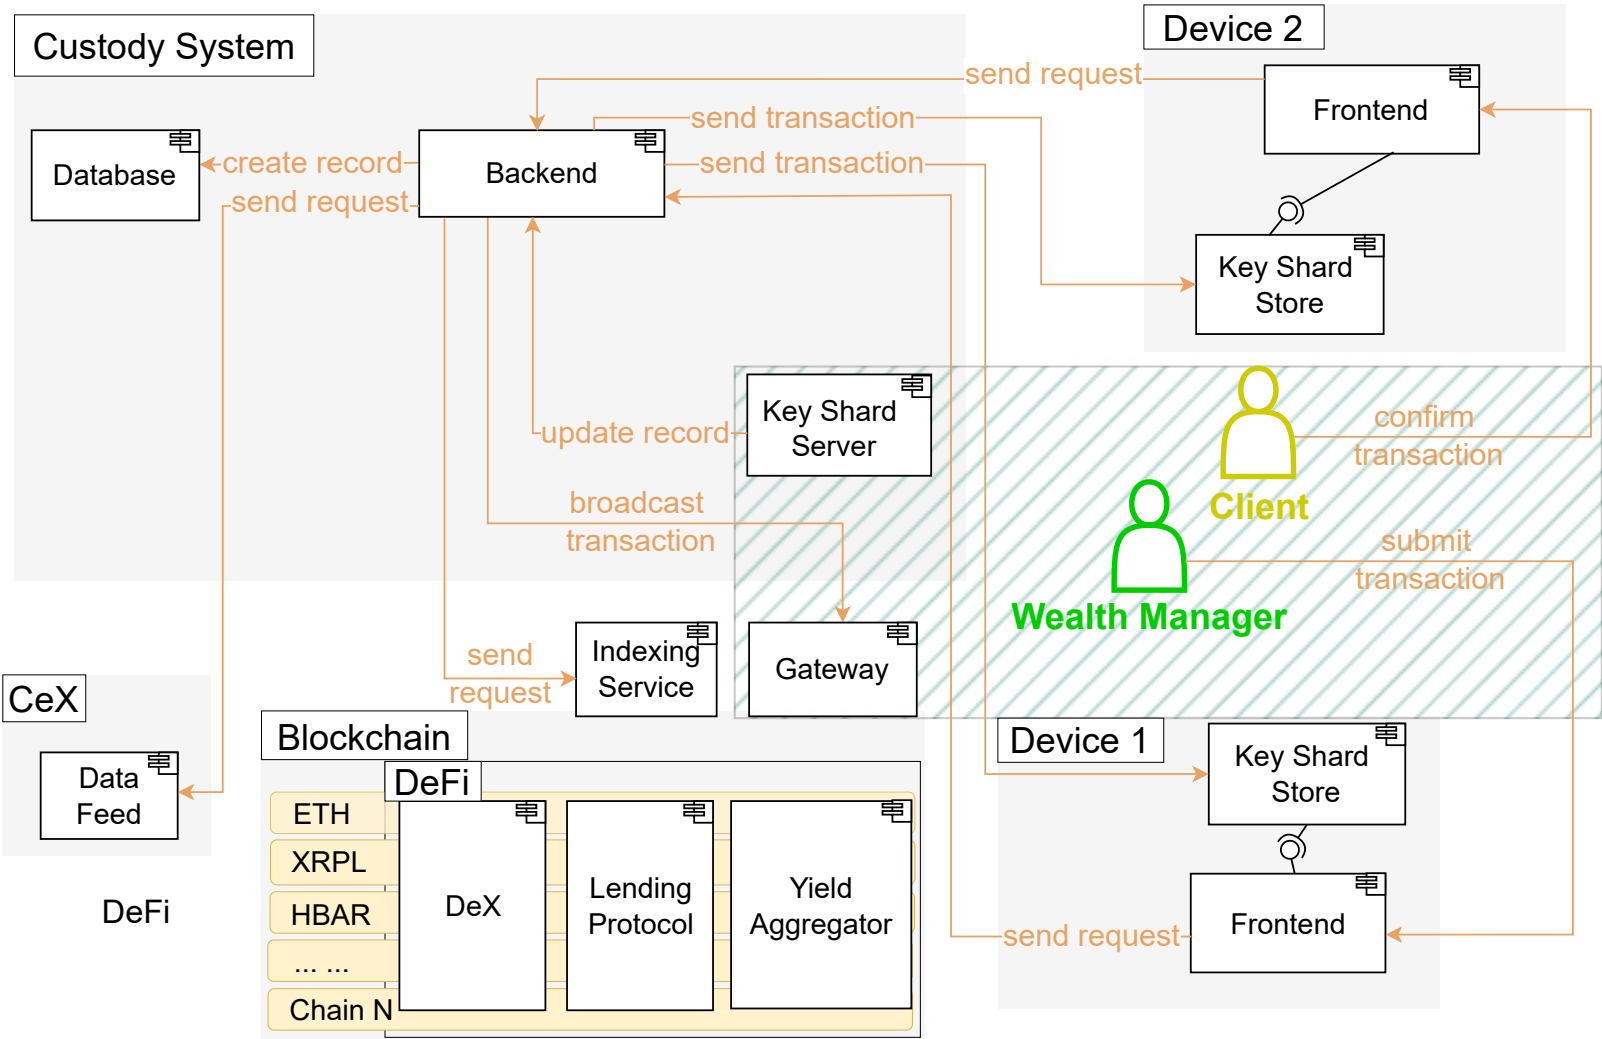 Custody System
Device 2
send request
Frontend
send transaction
Database
create record
Backend
send transaction
send request
Key Shard
Store
Key Shard
Server
update record
confirm
transaction
Client
broadcast
transaction
submit
transaction
Wealth Manager
send
request
Indexing
Service
Gateway
CeX
Data
Feed
DeFi
Blockchain
DeFi
ETH
XRPL
HBAR
... ...
Chain N
DeX
Lending
Protocol
Yield
Aggregator
Device 1
Key Shard
Store
send request
Frontend